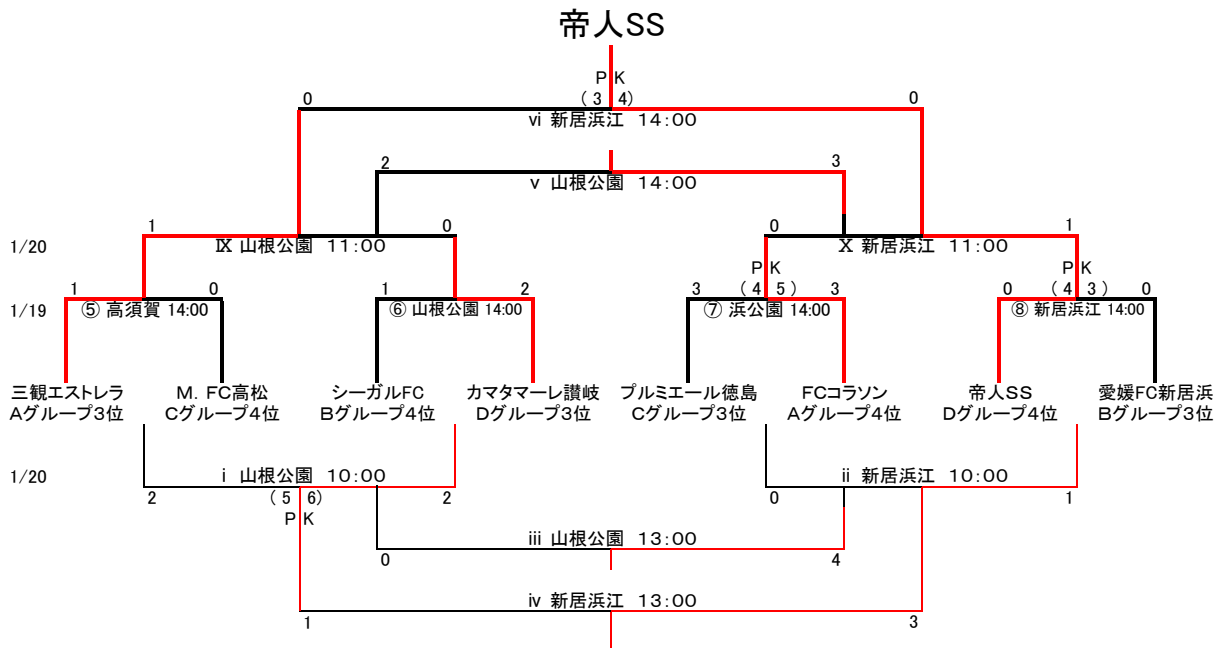 帝人SS
P K
0 ( 3 4) 0
ⅵ 新居浜江 14:00
2 3
ⅴ 山根公園 14:00
1 0 0 1
1/20 Ⅸ 山根公園 11:00 Ⅹ 新居浜江 11:00
P K P K
1 0 1 2 3 ( 4 5) 3 0 ( 4 3) 0
1/19 ⑤ 高須賀 14:00 ⑥ 山根公園 14:00 ⑦ 浜公園 14:00 ⑧ 新居浜江 14:00
三観エストレラ M. FC高松 シーガルFC カマタマーレ讃岐 プルミエール徳島 FCコラソン 帝人SS 愛媛FC新居浜
Aグループ3位 Cグループ4位 Bグループ4位 Dグループ3位 Cグループ3位 Aグループ4位 Dグループ4位 Bグループ3位
1/20 ⅰ 山根公園 10:00 ⅱ 新居浜江 10:00
2 ( 5 6) 2 0 1
P K
ⅲ 山根公園 13:00
0 4
ⅳ 新居浜江 13:00
1 3